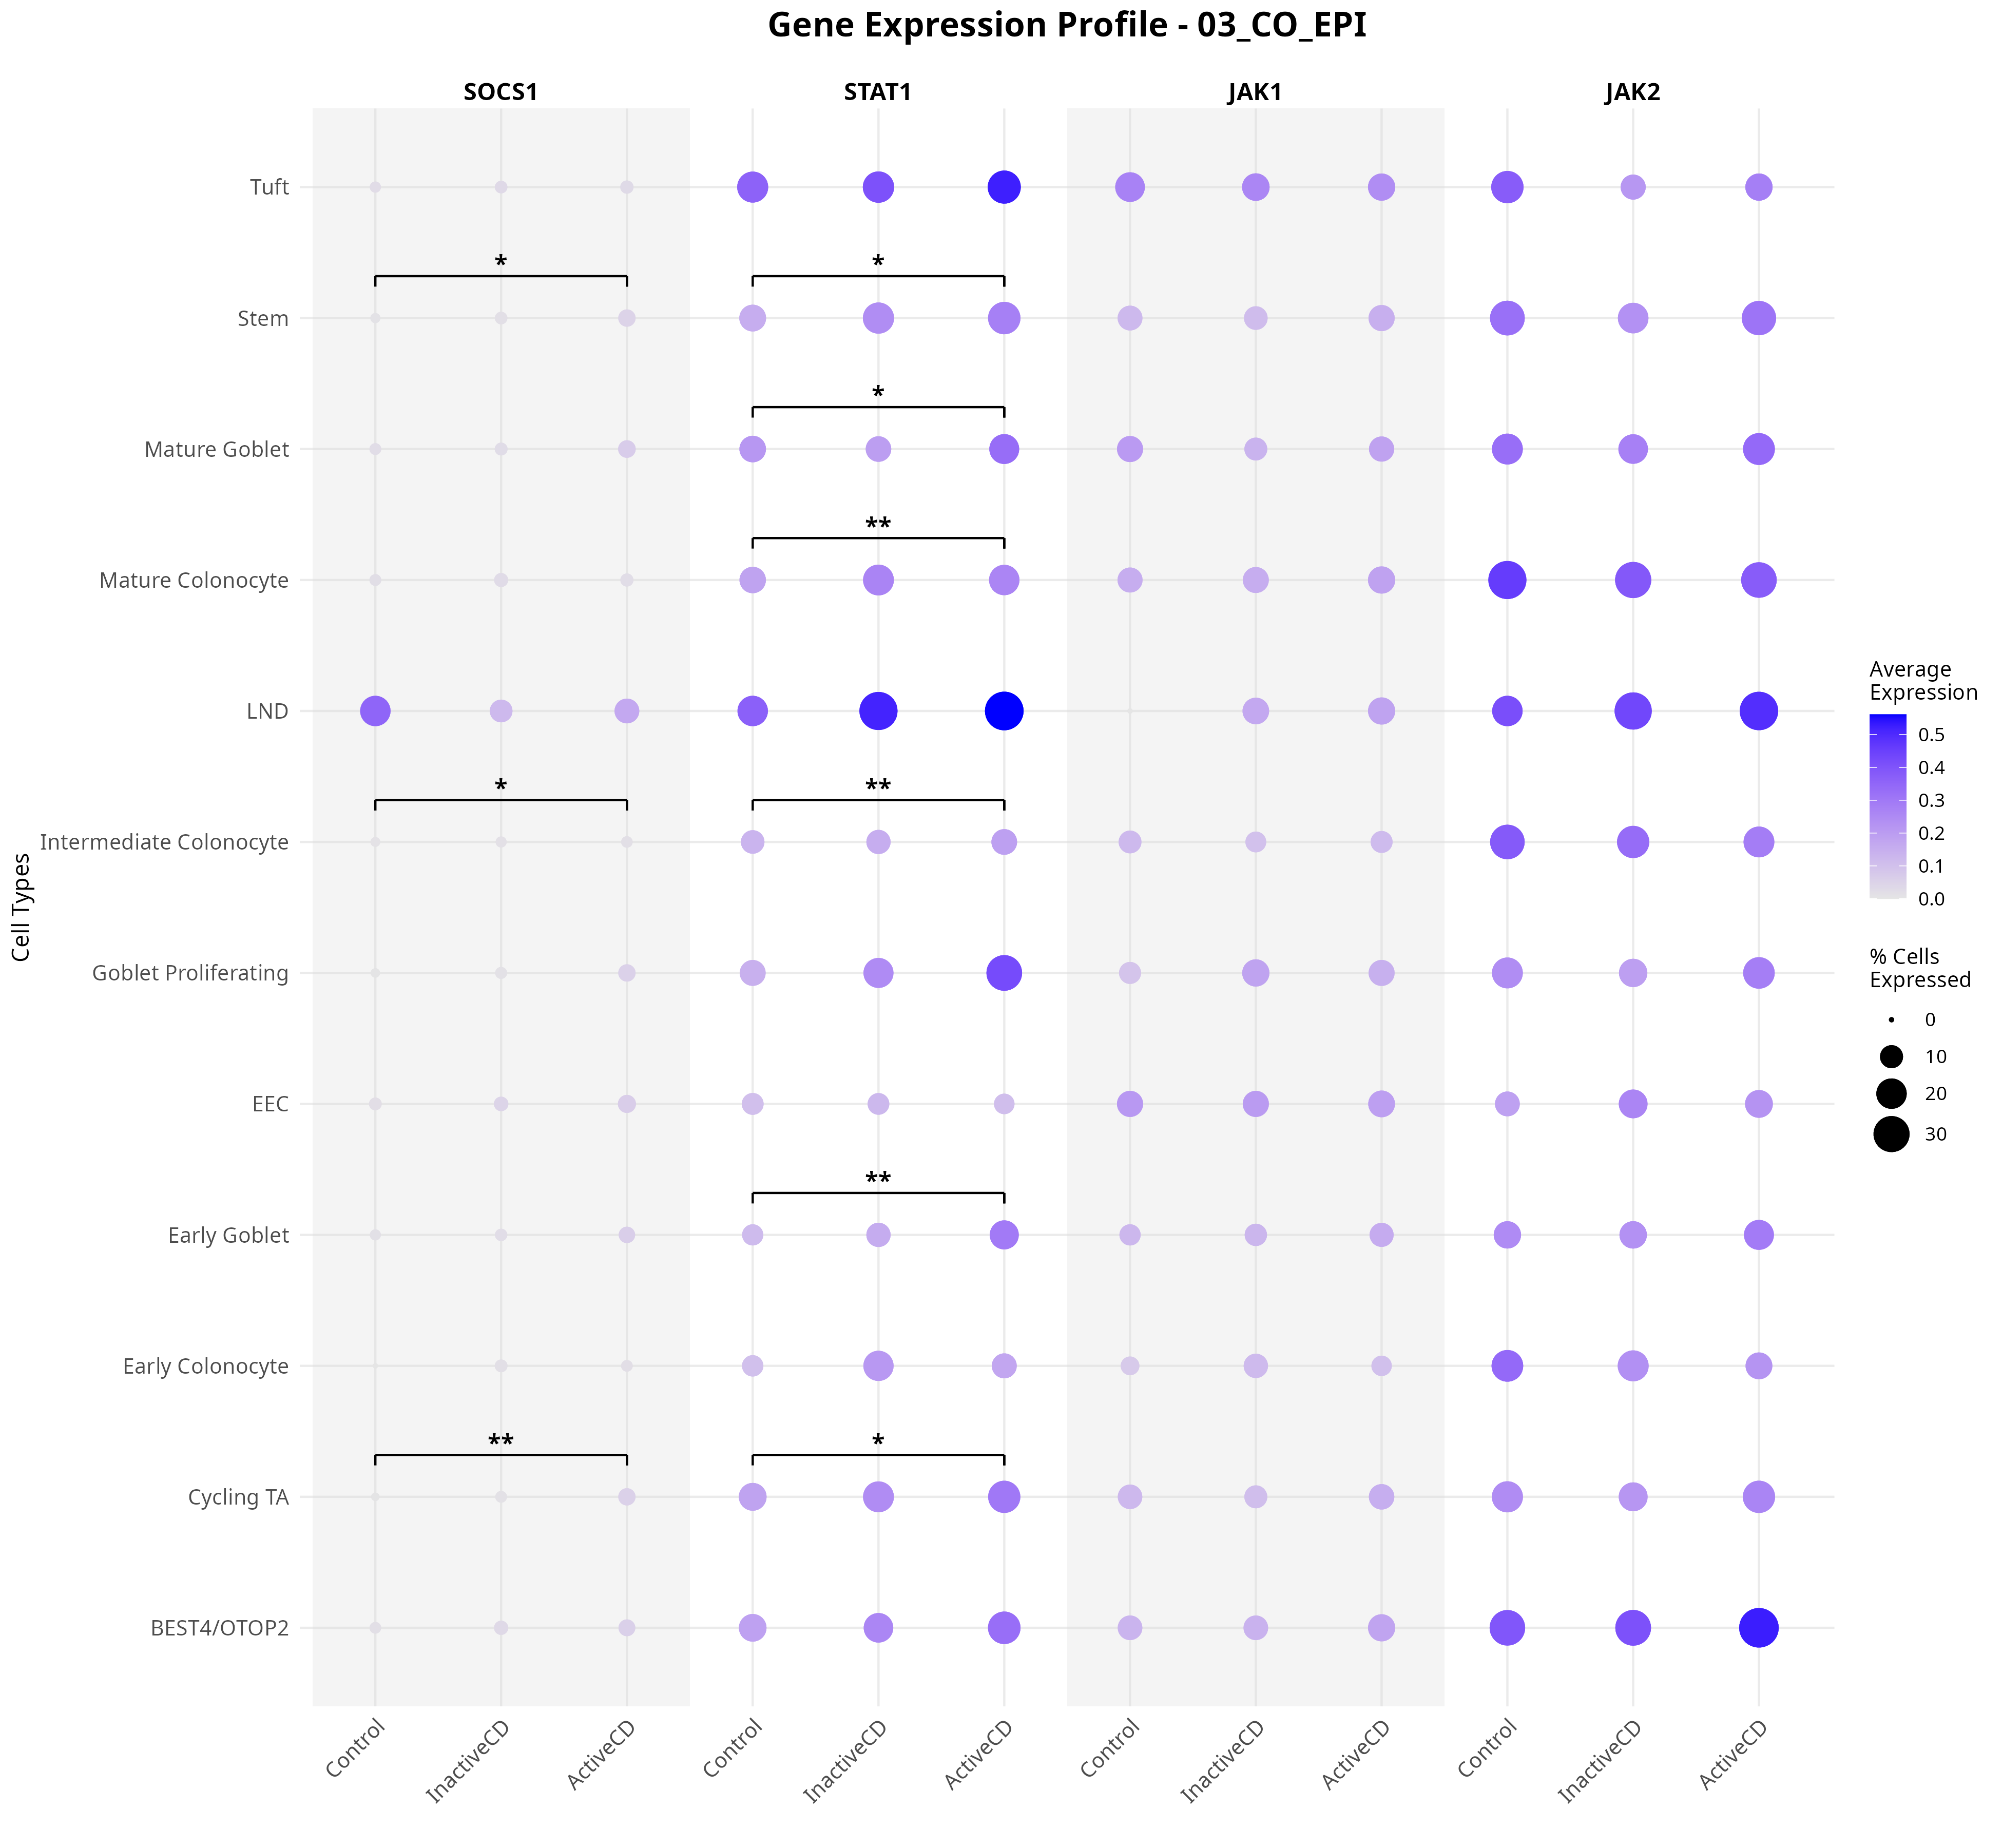 Gene Expression Profile - 03_CO_EPI
SOCS1 STAT1 JAK1 JAK2
Tuft
* *
Stem
*
Mature Goblet
**
Mature Colonocyte
LND
* **
Intermediate Colonocyte
Goblet Proliferating
EEC
**
Early Goblet
Early Colonocyte
** *
Cycling TA
BEST4/OTOP2
Cell Types
Control InactiveCD ActiveCD Control InactiveCD ActiveCD Control InactiveCD ActiveCD Control InactiveCD ActiveCD
Average
Expression
0.5
0.4
0.3
0.2
0.1
0.0
% Cells
Expressed
0
10
20
30